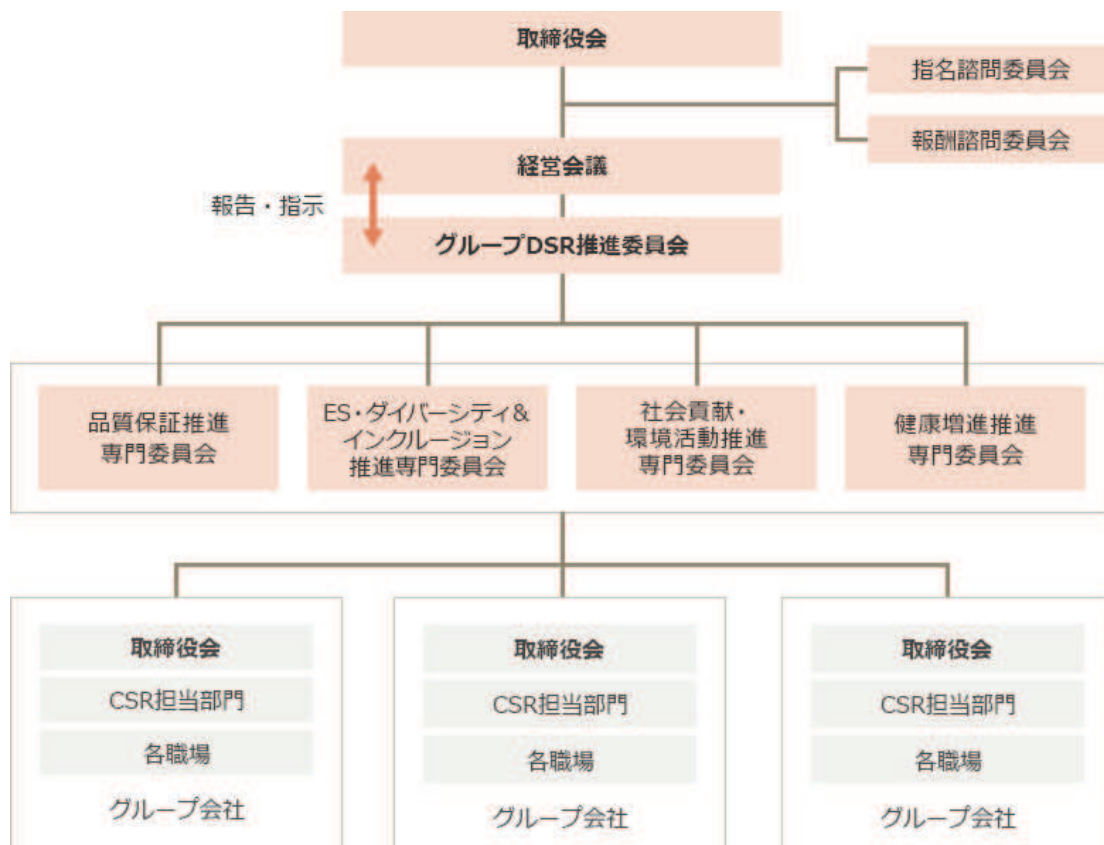 取締役会
指名諮問委員会
報酬諮問委員会
経営会議
報告・指示
グループDSR推進委員会
品質保証推進
専門委員会
ES・ダイバーシティ&
インクルージョン
推進専門委員会
社会貢献・
環境活動推進
専門委員会
健康増進推進
専門委員会
取締役会
CSR担当部門
各職場
グループ会社
取締役会
CSR担当部門
各職場
グループ会社
取締役会
CSR担当部門
各職場
グループ会社